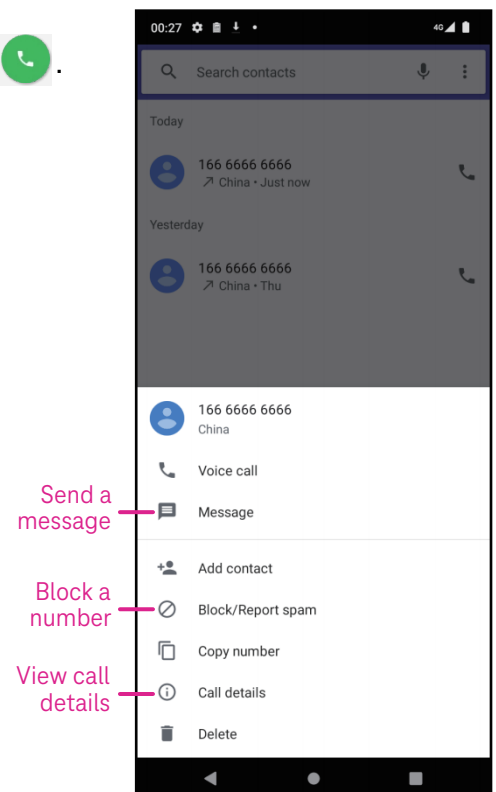 .
00:27
4G
Search contacts
Today
166 6666 6666
China • Just now
Yesterday
166 6666 6666
China • Thu
166 6666 6666
China
Voice call
Send a
message
Message
Add contact
Block a
number
Block/Report spam
Copy number
View call
details
Call details
Delete